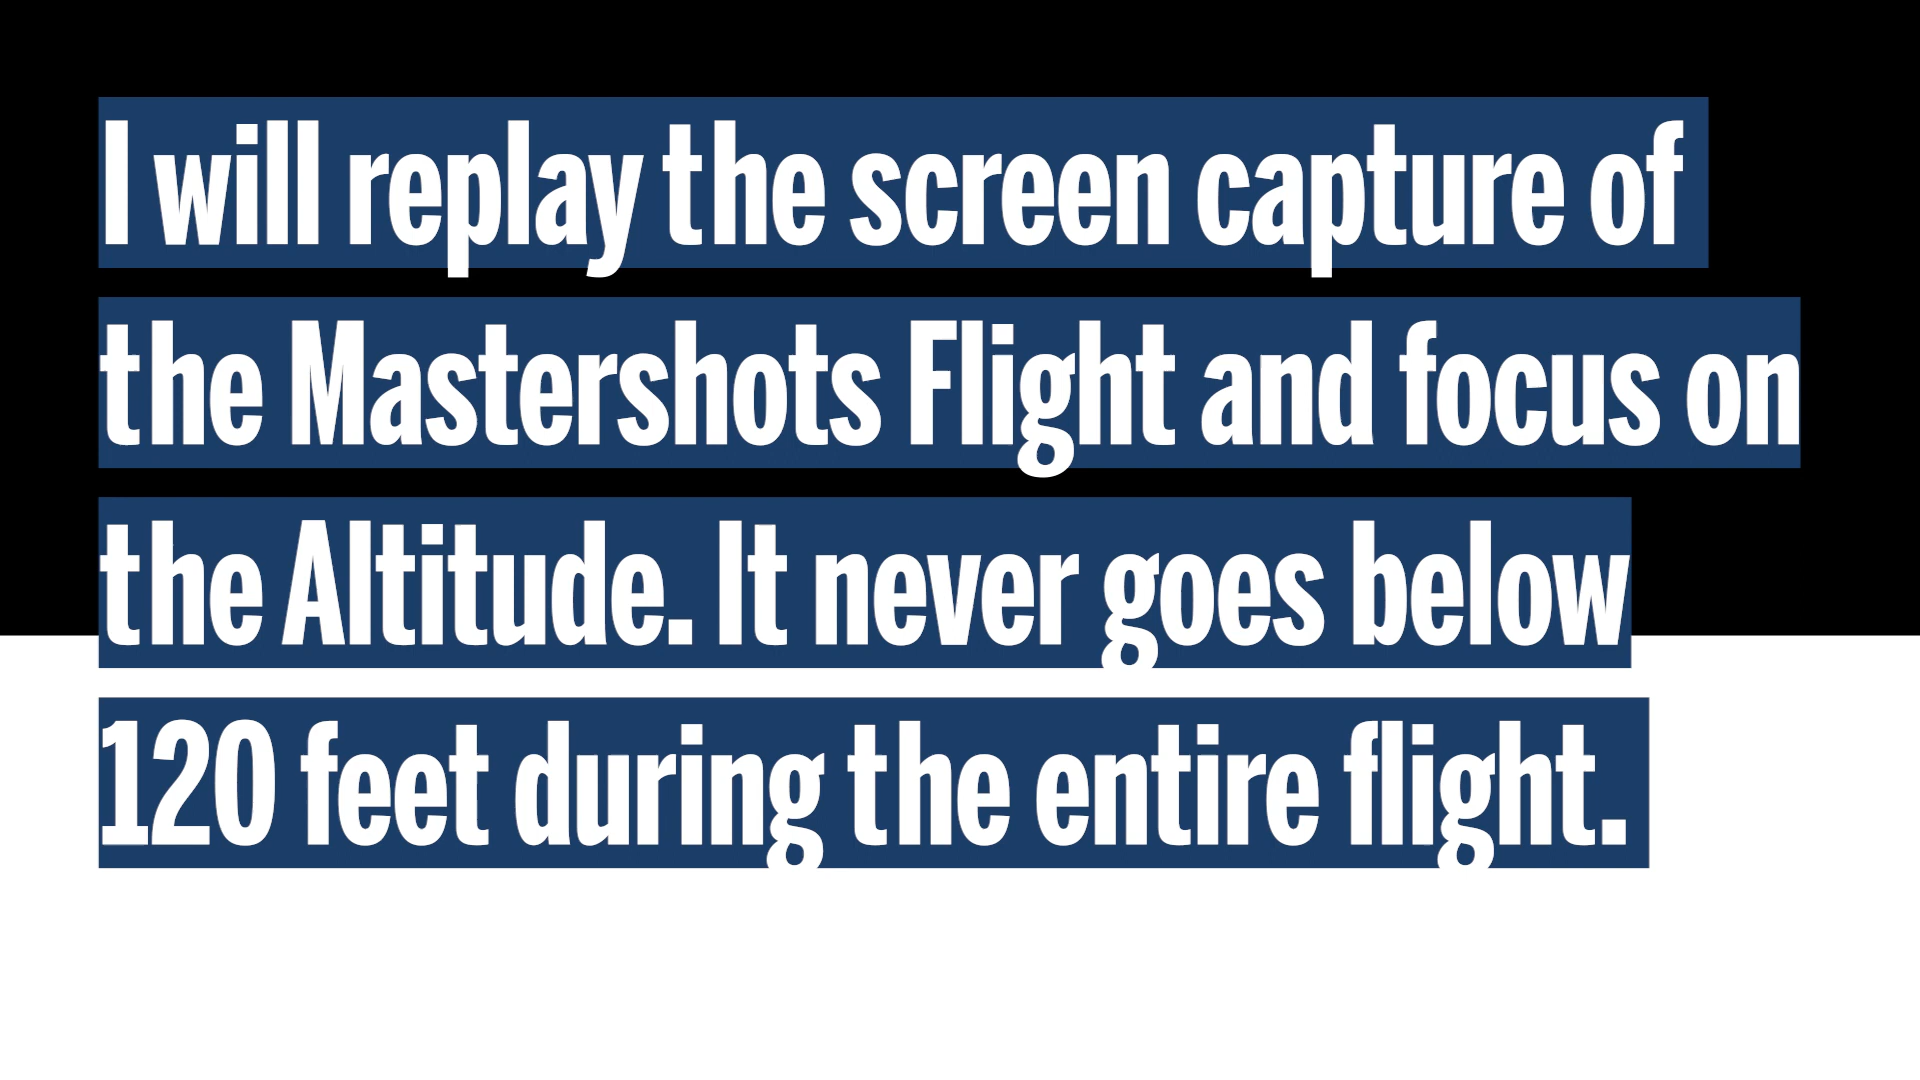 I will replay the screen capture of
the Mastershots Flight and focus on
the Altitude. It never goes below
120 feet during the entire flight.